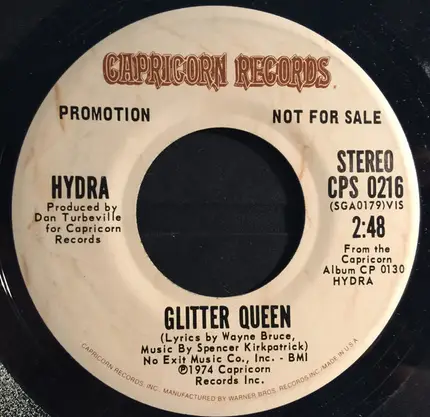 CAPRICORN RECORDS
PROMOTION
NOT FOR SALE
HYDRA
Produced by
Dan Turbeville
for Capricorn
Records
STEREO
CPS 0216
(SGA0179)VIS
2:48
From the
Capricorn
Album CP 0130
HYDRA
GLITTER QUEEN
(Lyrics by Wayne Bruce,
Music By Spencer Kirkpatrick)
No Exit Music Co., Inc. - BMI
℗1974 Capricorn
Records Inc.
CAPRICORN RECORDS, INC., MANUFACTURED BY WARNER BROS. RECORDS INC. MADE IN U.S.A.